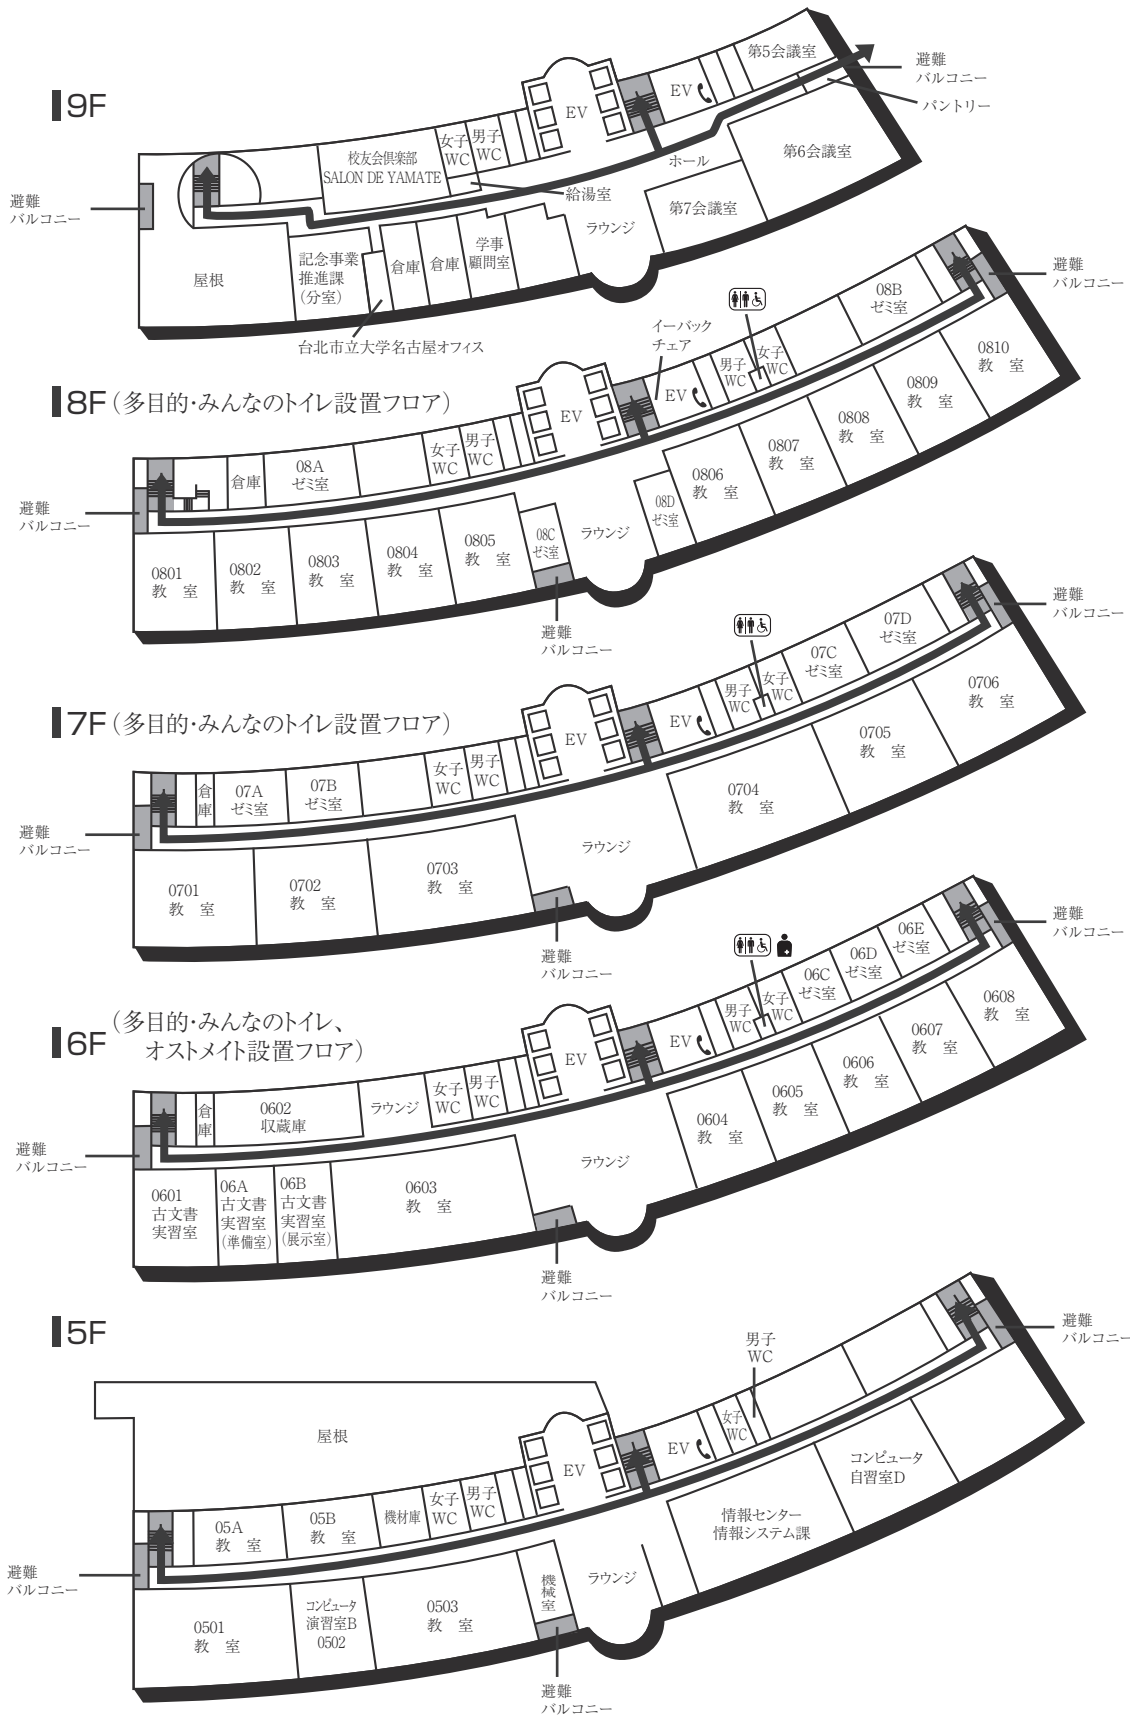 9F
第5会議室
避難
バルコニー
パントリー
EV
EV
女子
WC
男子
WC
校友会倶楽部
SALON DE YAMATE
ホール
第6会議室
給湯室
第7会議室
避難
バルコニー
屋根
記念事業
推進課
(分室)
倉庫
倉庫
学事
顧問室
ラウンジ
台北市立大学名古屋オフィス
8F(多目的・みんなのトイレ設置フロア)
避難
バルコニー
08B
ゼミ室
イーバック
チェア
男子
WC
女子
WC
EV
EV
0810
教 室
0809
教 室
0808
教 室
0807
教 室
0806
教 室
女子
WC
男子
WC
倉庫
08A
ゼミ室
08D
ゼミ室
ラウンジ
08C
ゼミ室
避難
バルコニー
0801
教 室
0802
教 室
0803
教 室
0804
教 室
0805
教 室
避難
バルコニー
7F(多目的・みんなのトイレ設置フロア)
避難
バルコニー
07D
ゼミ室
07C
ゼミ室
男子
WC
女子
WC
EV
EV
0706
教 室
0705
教 室
0704
教 室
女子
WC
男子
WC
倉
庫
07A
ゼミ室
07B
ゼミ室
避難
バルコニー
ラウンジ
0701
教 室
0702
教 室
0703
教 室
避難
バルコニー
6F
(多目的・みんなのトイレ、
オストメイト設置フロア)
避難
バルコニー
06E
ゼミ室
06D
ゼミ室
06C
ゼミ室
男子
WC
女子
WC
EV
EV
0608
教 室
0607
教 室
0606
教 室
0605
教 室
0604
教 室
女子
WC
男子
WC
倉
庫
0602
収蔵庫
ラウンジ
避難
バルコニー
ラウンジ
0601
古文書
実習室
06A
古文書
実習室
(準備室)
06B
古文書
実習室
(展示室)
0603
教 室
避難
バルコニー
5F
避難
バルコニー
男子
WC
女子
WC
屋根
EV
EV
コンピュータ
自習室D
情報センター
情報システム課
05A
教 室
05B
教 室
機材庫
女子
WC
男子
WC
避難
バルコニー
機
械
室
ラウンジ
0501
教 室
コンピュータ
演習室B
0502
0503
教 室
避難
バルコニー